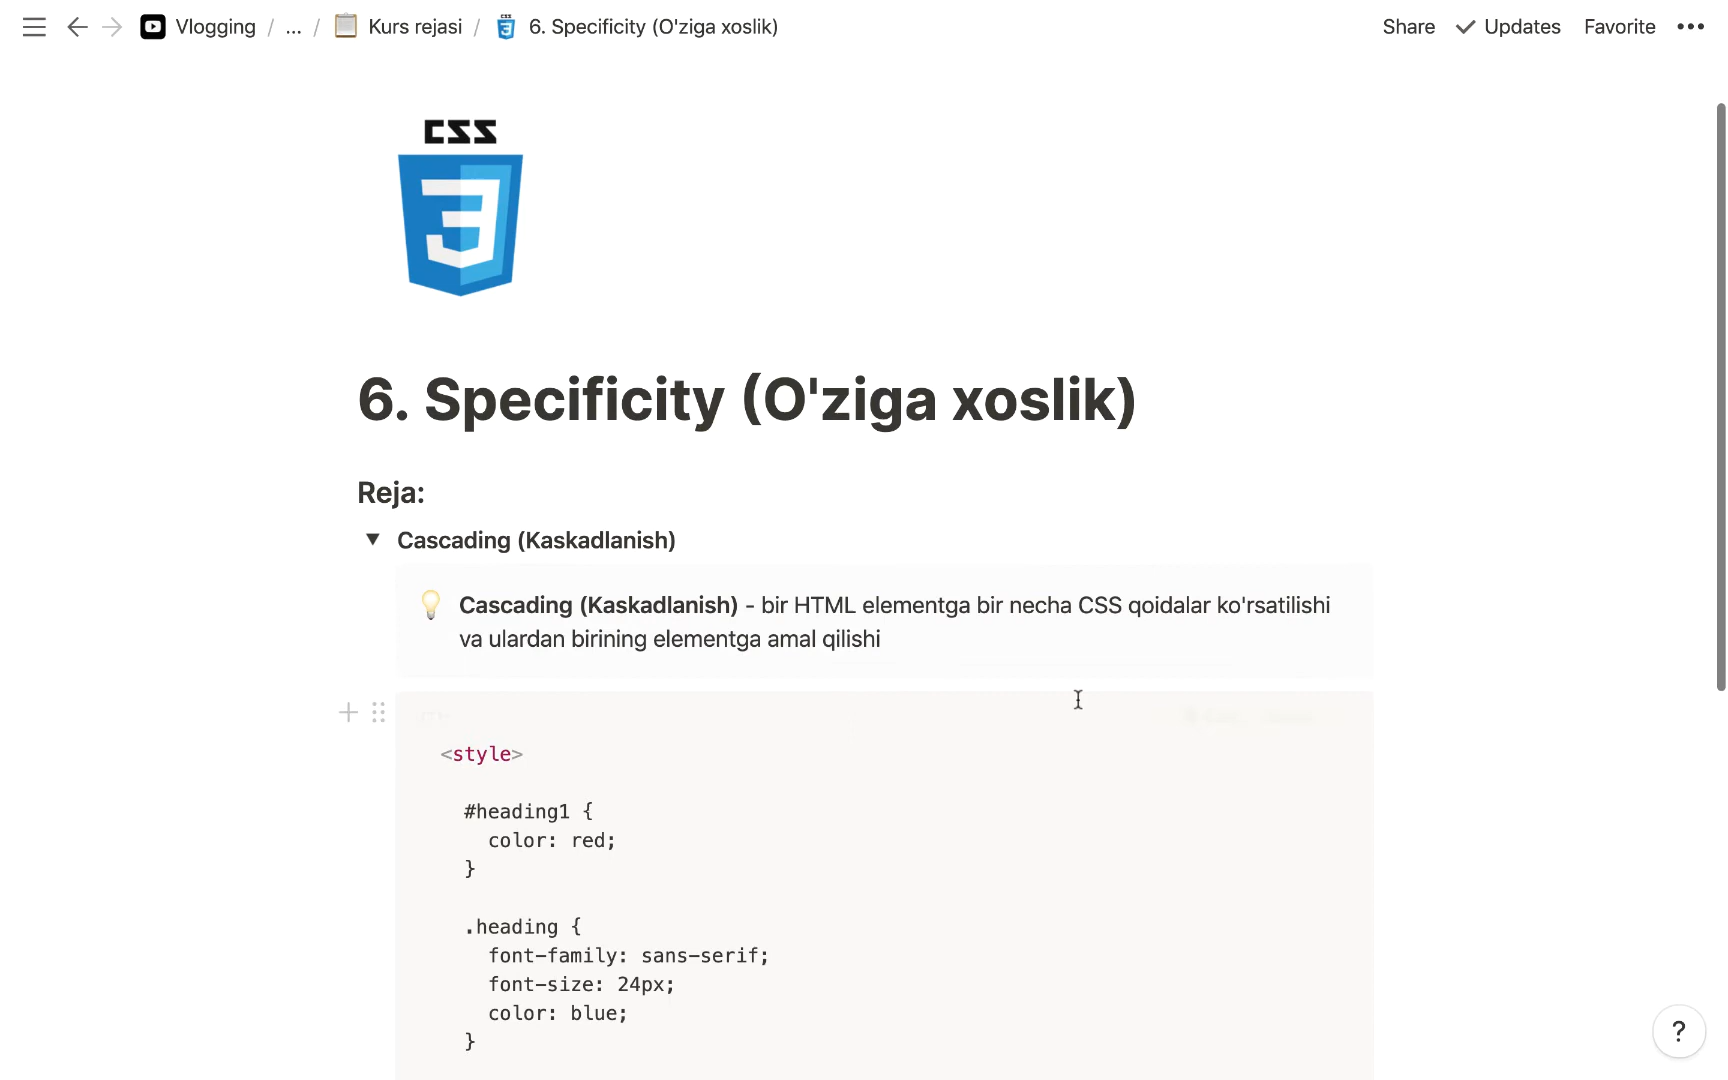 Vlogging / ... / Kurs rejasi / 6. Specificity (O'ziga xoslik) Share Updates Favorite •••
CSS
3
6. Specificity (O'ziga xoslik)
Reja:
Cascading (Kaskadlanish)
Cascading (Kaskadlanish) - bir HTML elementga bir necha CSS qoidalar ko'rsatilishi
va ulardan birining elementga amal qilishi
<style>
#heading1 {
color: red;
}
.heading {
font-family: sans-serif;
font-size: 24px;
color: blue;
}
?